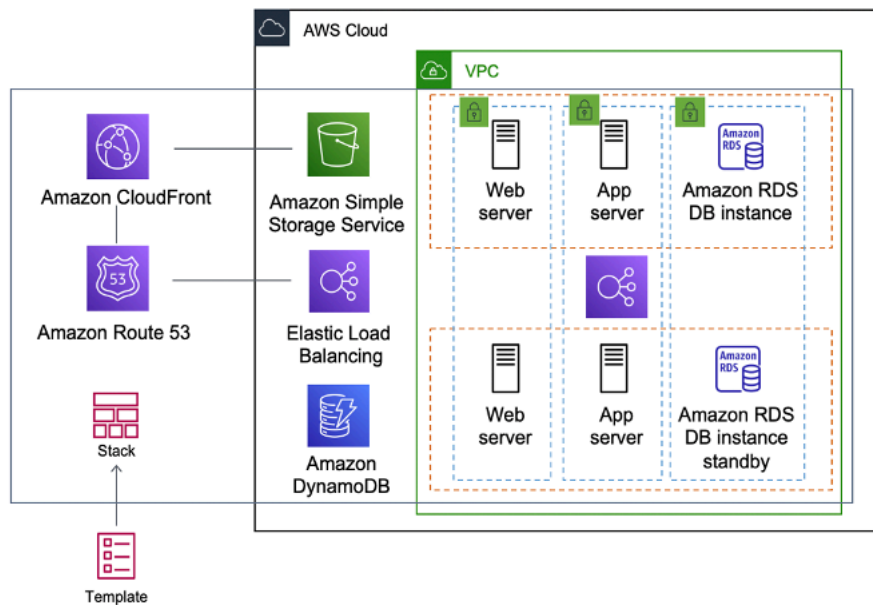 AWS Cloud
VPC
Amazon CloudFront
Amazon Simple
Storage Service
Web
server
App
server
Amazon
RDS
Amazon RDS
DB instance
53
Amazon Route 53
Elastic Load
Balancing
Stack
Amazon
DynamoDB
Web
server
App
server
Amazon
RDS
Amazon RDS
DB instance
standby
Template